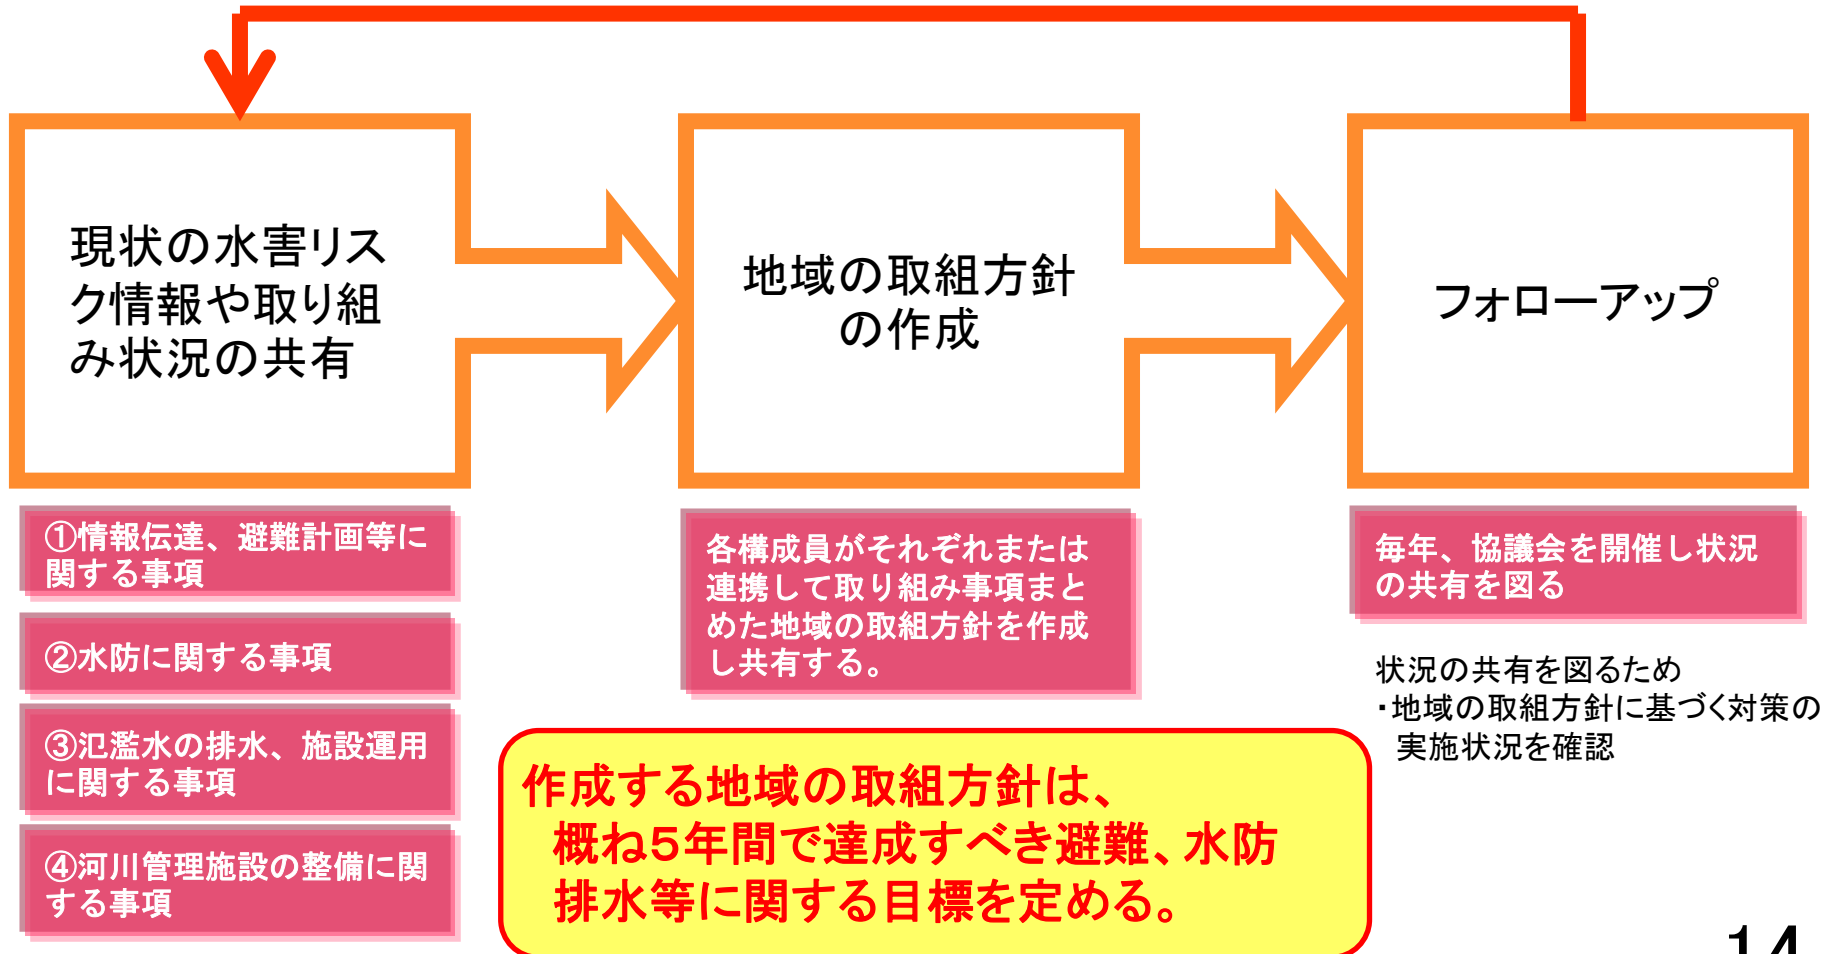 現状の水害リス
ク情報や取り組
み状況の共有
地域の取組方針
の作成
フォローアップ
①情報伝達、避難計画等に
関する事項
②水防に関する事項
③氾濫水の排水、施設運用
に関する事項
④河川管理施設の整備に関
する事項
各構成員がそれぞれまたは
連携して取り組み事項まと
めた地域の取組方針を作成
し共有する。
毎年、協議会を開催し状況
の共有を図る
状況の共有を図るため
・地域の取組方針に基づく対策の
実施状況を確認
作成する地域の取組方針は、
概ね5年間で達成すべき避難、水防
排水等に関する目標を定める。
14